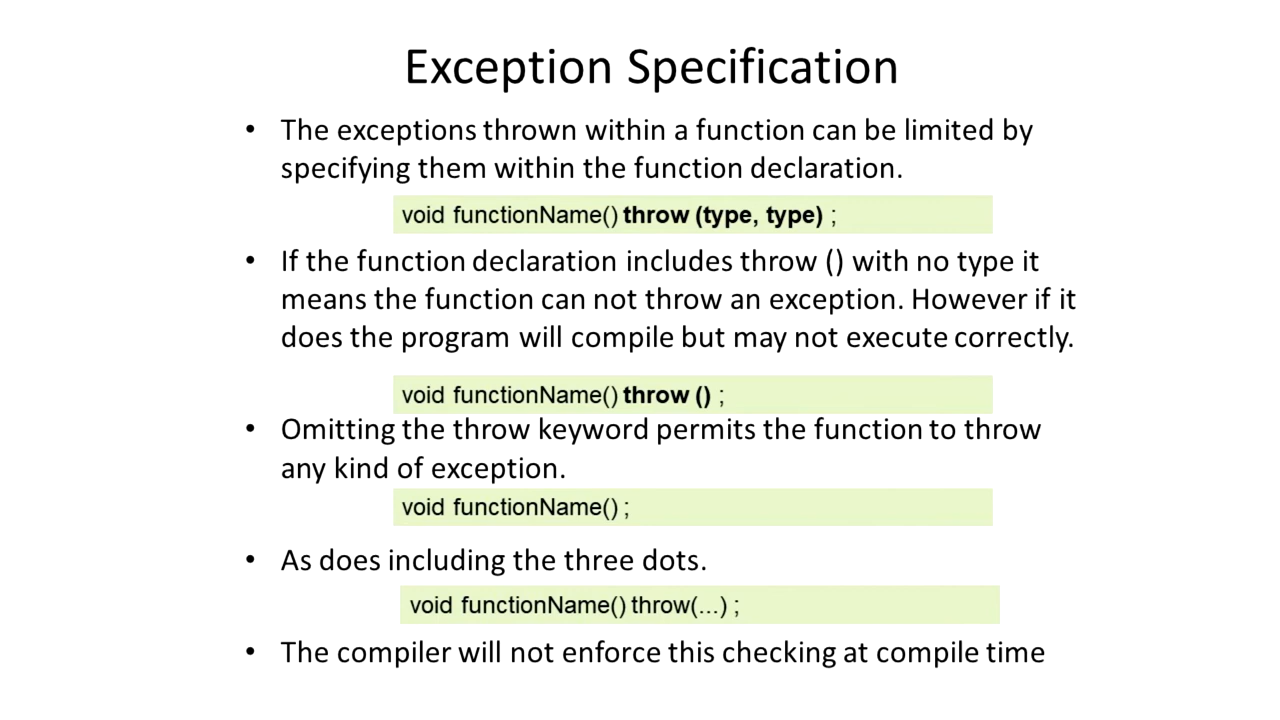 Exception Specification
• The exceptions thrown within a function can be limited by
specifying them within the function declaration.
void functionName() throw (type, type) ;
• If the function declaration includes throw () with no type it
means the function can not throw an exception. However if it
does the program will compile but may not execute correctly.
void functionName() throw () ;
• Omitting the throw keyword permits the function to throw
any kind of exception.
void functionName() ;
• As does including the three dots.
void functionName() throw(...) ;
• The compiler will not enforce this checking at compile time